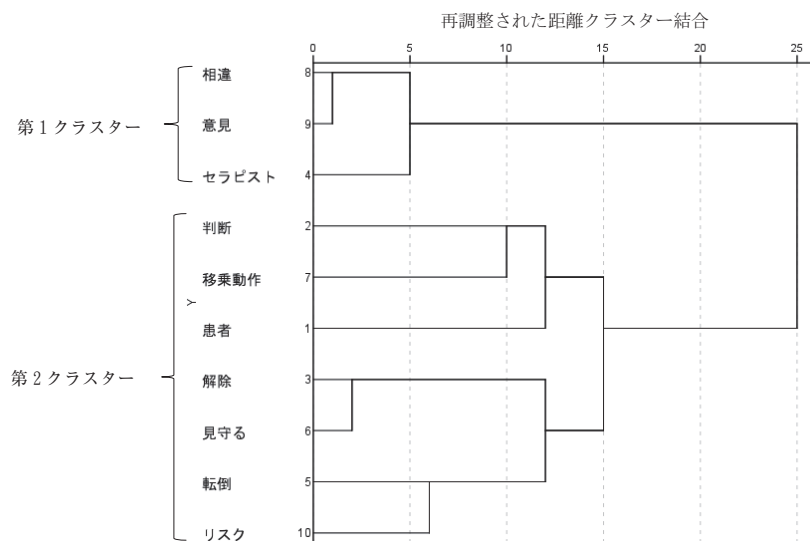 再調整された距離クラスター結合
0 5 10 15 20 25
相違 8
第1クラスター 意見 9
セラピスト 4
判断 2
移乗動作 7
Y
患者 1
第2クラスター 解除 3
見守る 6
転倒 5
リスク 10